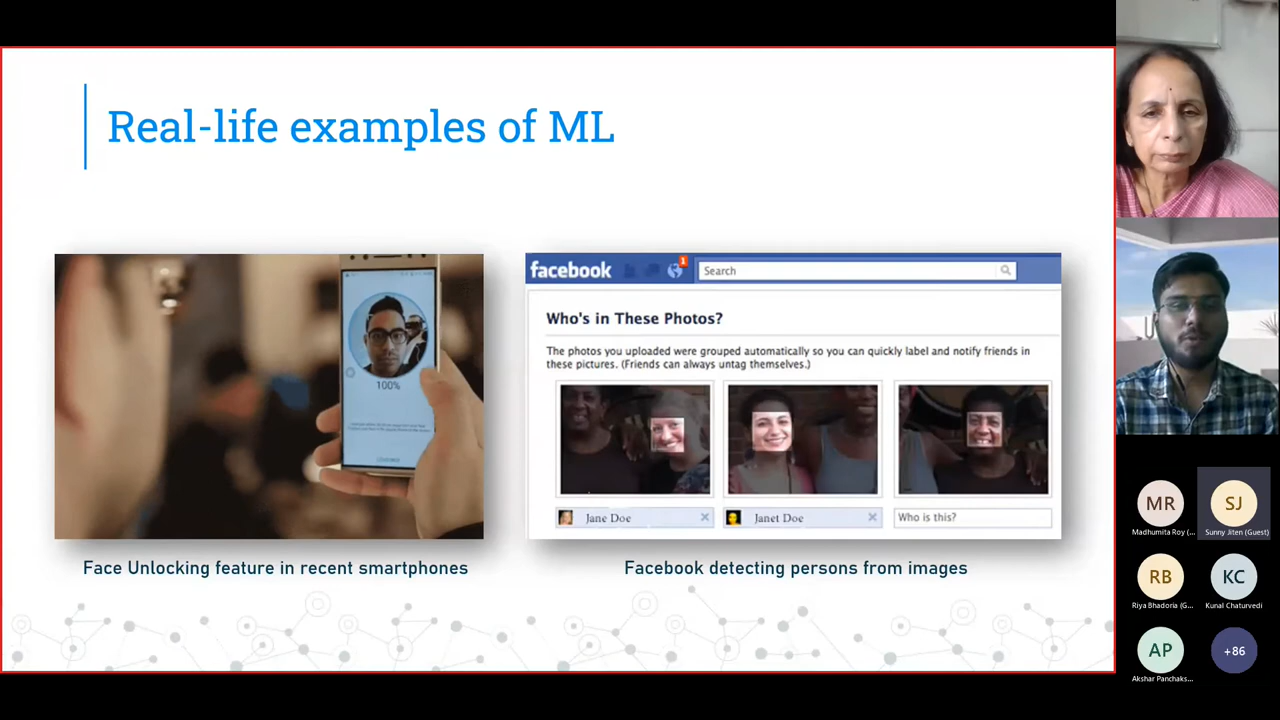 Real-life examples of ML
100%
facebook
1
Search
Who's in These Photos?
The photos you uploaded were grouped automatically so you can quickly label and notify friends in
these pictures. (Friends can always untag themselves.)
Jane Doe
Janet Doe
Who is this?
Face Unlocking feature in recent smartphones
Facebook detecting persons from images
MR
SJ
Madhumita Roy (...
Sunny Jiten (Guest)
RB
KC
Riya Bhadoria (G...
Kunal Chaturvedi
AP
+86
Akshar Panchaks...